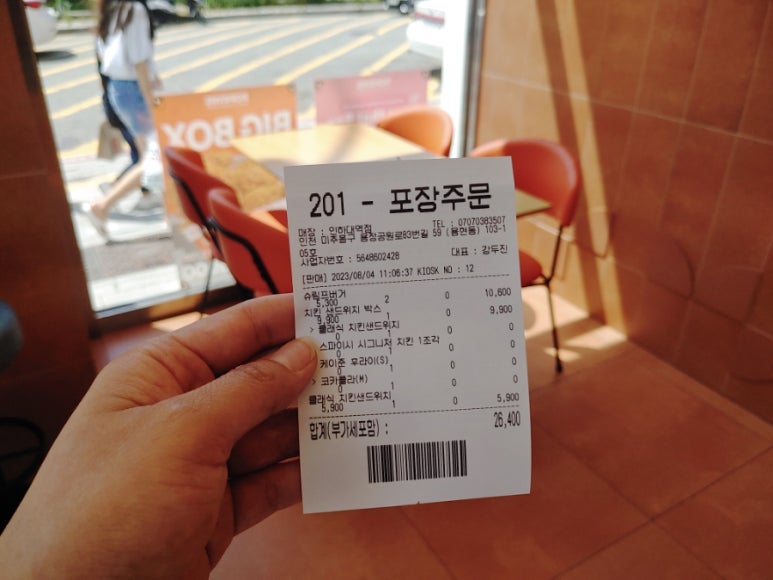 BIG BOX
201 - 포장주문
매장 : 인하대역점 TEL : 07070383507
인천 미추홀구 용정공원로83번길 59 (용현동) 103-1
05호
사업자번호 : 5648602428 대표 : 강두진
[판매] 2023/06/04 11:06:37 KIOSK NO : 12
슈림프버거
5,300 2 0 10,600
치킨 샌드위치 박스
9,900 1 0 9,900
> 클래식 치킨샌드위치
0 1 0 0
스파이시 시그니처 치킨 1조각
0 1 0 0
케이준 후라이(S)
0 1 0 0
> 코카콜라(M)
0 1 0 0
클래식 치킨샌드위치
5,900 1 0 5,900
합계(부가세포함) : 26,400